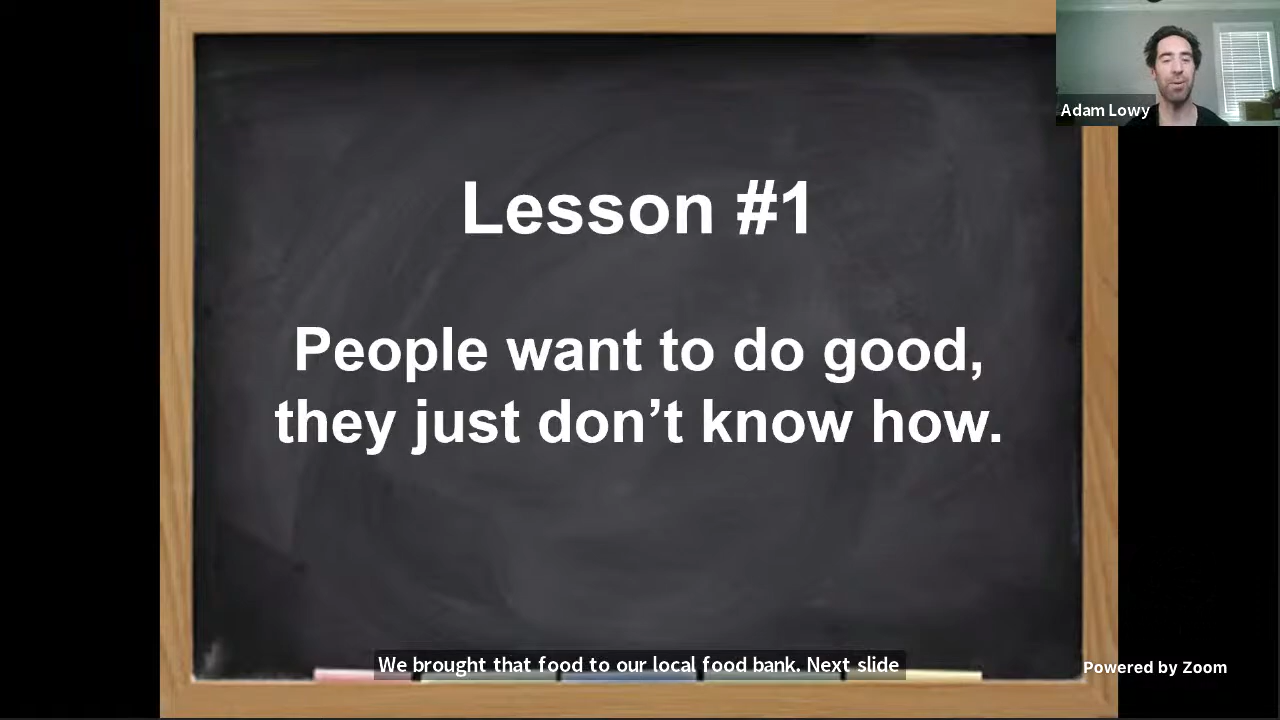 Adam Lowy
Lesson #1
People want to do good,
they just don’t know how.
We brought that food to our local food bank. Next slide
Powered by Zoom